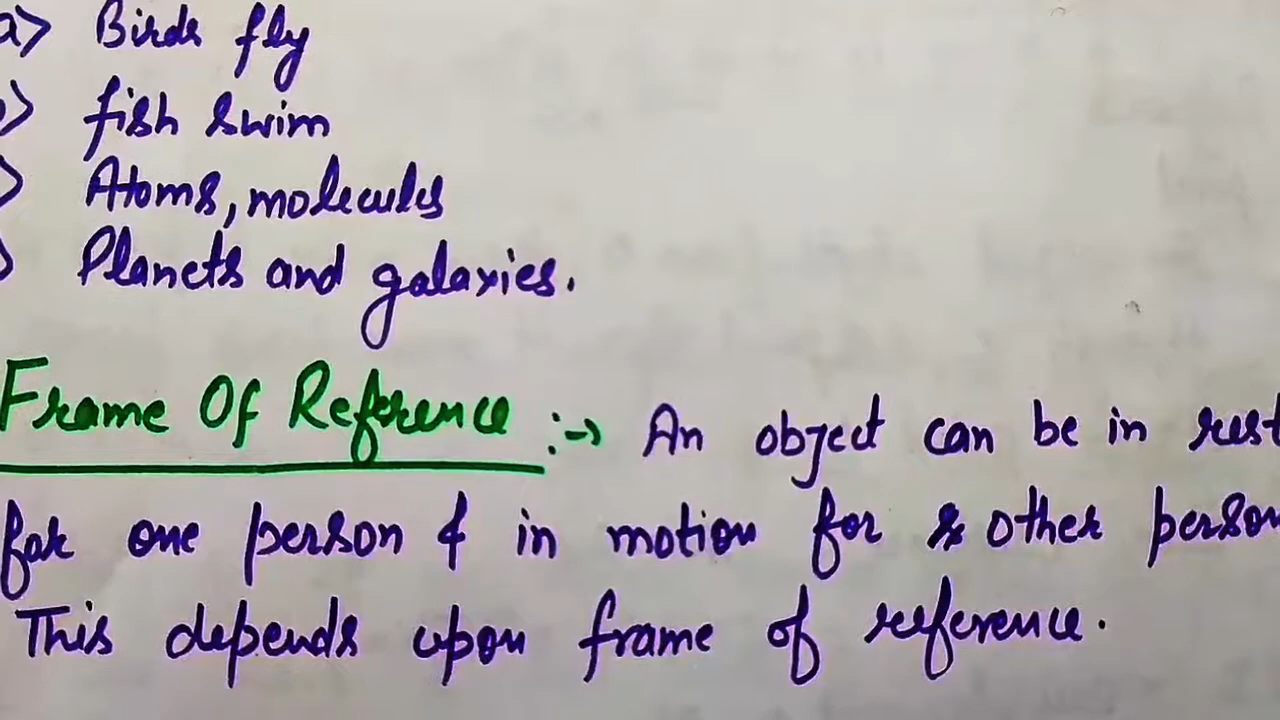 a> Birds fly
> fish swim
> Atoms, molecules
> Planets and galaxies.
Frame Of Reference :-> An object can be in rest
for one person & in motion for other person
This depends upon frame of reference.